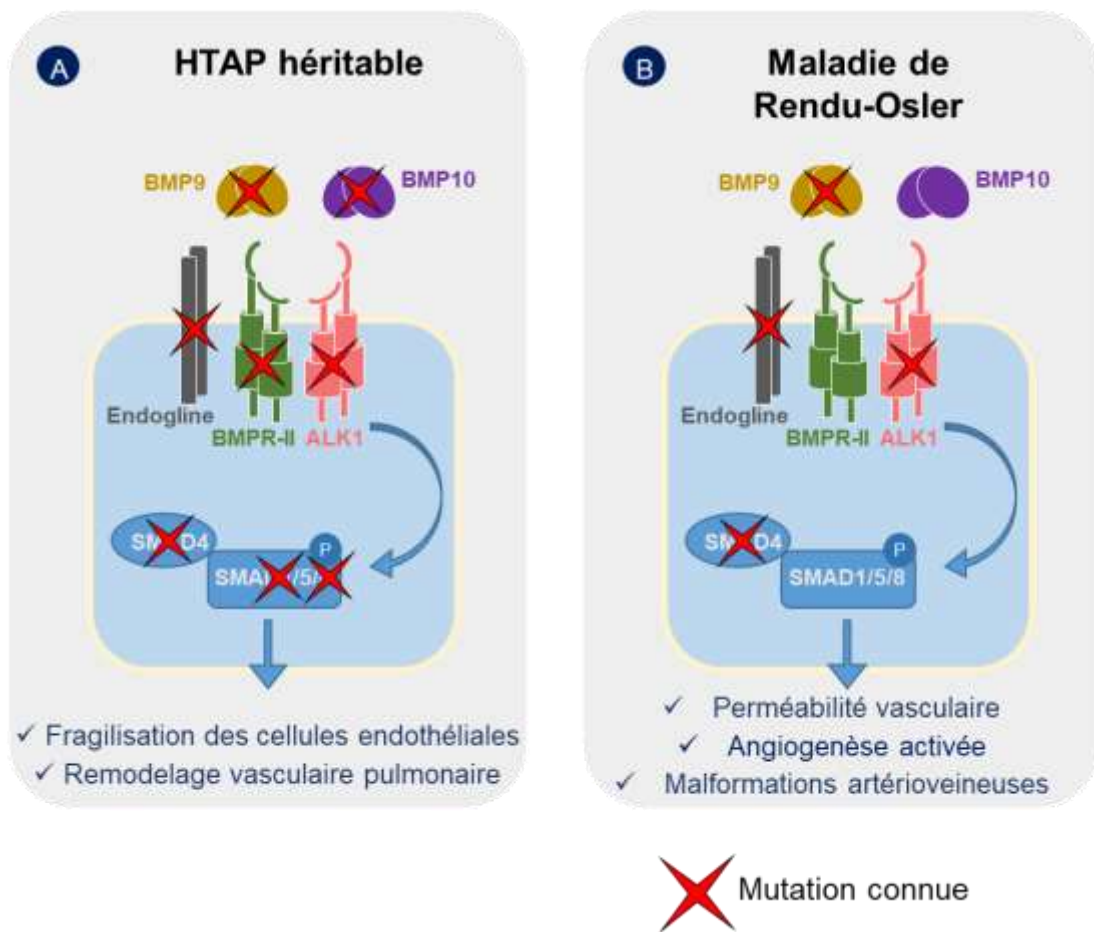 A
HTAP héritable
BMP9
BMP10
Endogline
BMPR-II
ALK1
P
✓ Fragilisation des cellules endothéliales
✓ Remodelage vasculaire pulmonaire
B
Maladie de
Rendu-Osler
BMP9
BMP10
Endogline
BMPR-II
ALK1
P
SMAD1/5/8
✓ Perméabilité vasculaire
✓ Angiogenèse activée
✓ Malformations artérioveineuses
Mutation connue